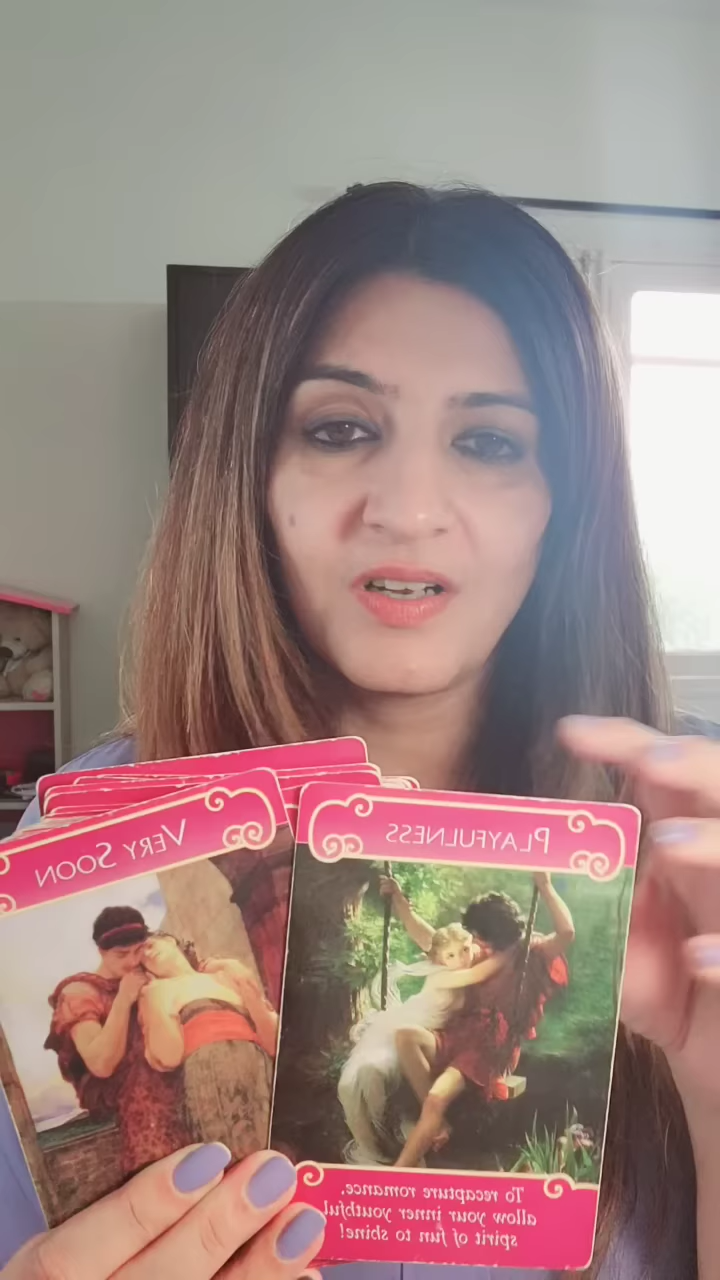 VERY SOON
PLAYFULNESS
To recapture romance,
allow your inner youthful
spirit of fun to shine!